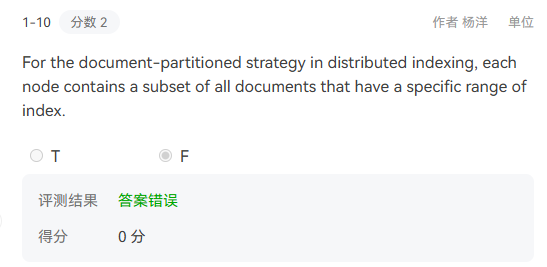 1-10 分数 2 作者 杨洋 单位
For the document-partitioned strategy in distributed indexing, each
node contains a subset of all documents that have a specific range of
index.
T F
评测结果 答案错误
得分 0 分